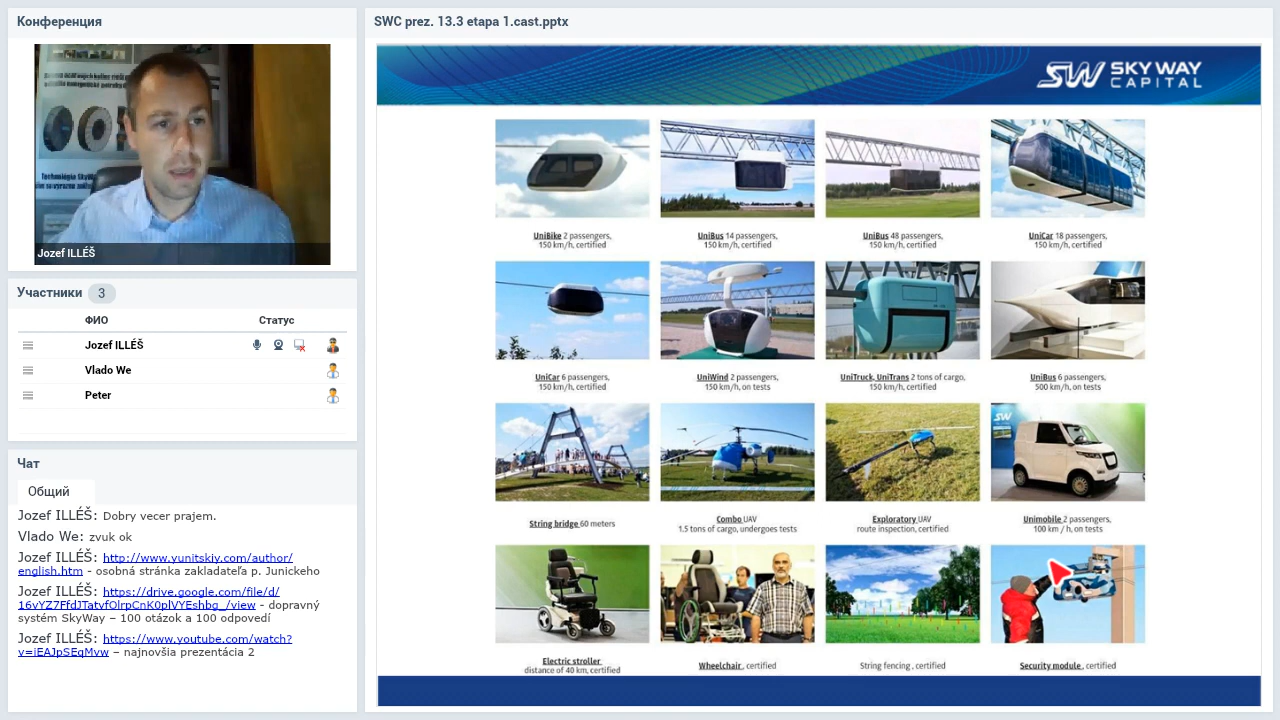 Конференция
Jozef ILLÉŠ
Участники 3
ФИО Статус
Jozef ILLÉŠ
Vlado We
Peter
Чат
Общий
Jozef ILLÉŠ: Dobry vecer prajem.
Vlado We: zvuk ok
Jozef ILLÉŠ: http://www.yunitskiy.com/author/
english.htm - osobná stránka zakladateľa p. Junickeho
Jozef ILLÉŠ: https://drive.google.com/file/d/
16vYZ7FfdJTatvfOlrpCnK0plVYEshbg_/view - dopravný
systém SkyWay – 100 otázok a 100 odpovedí
Jozef ILLÉŠ: https://www.youtube.com/watch?
v=iEAJpSEqMvw – najnovšia prezentácia 2
SWC prez. 13.3 etapa 1.cast.pptx
SW SKY WAY
CAPITAL
UniBike 2 passengers,
150 km/h, certified
UniBus 14 passengers,
150 km/h, certified
UniBus 48 passengers,
150 km/h, certified
UniCar 18 passengers,
150 km/h, certified
UniCar 6 passengers,
150 km/h, certified
UniWind 2 passengers,
150 km/h, on tests
UniTruck, UniTrans 2 tons of cargo,
150 km/h, certified
UniBus 6 passengers,
500 km/h, on tests
String bridge 60 meters
Combo UAV
1.5 tons of cargo, undergoes tests
Exploratory UAV
route inspection, certified
SW
Unimobile 2 passengers,
100 km / h, on tests
Electric stroller
distance of 40 km, certified
Wheelchair , certified
String fencing , certified
Security module , certified